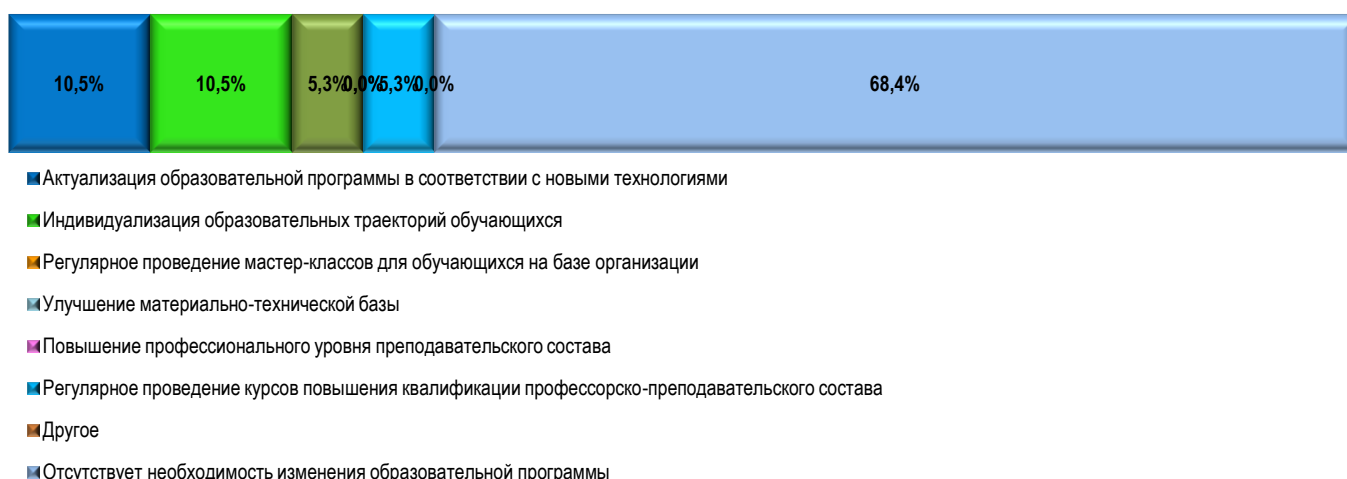 10,5% 10,5% 5,3% 0,0% 5,3% 0,0% 68,4%
Актуализация образовательной программы в соответствии с новыми технологиями
Индивидуализация образовательных траекторий обучающихся
Регулярное проведение мастер-классов для обучающихся на базе организации
Улучшение материально-технической базы
Повышение профессионального уровня преподавательского состава
Регулярное проведение курсов повышения квалификации профессорско-преподавательского состава
Другое
Отсутствует необходимость изменения образовательной программы